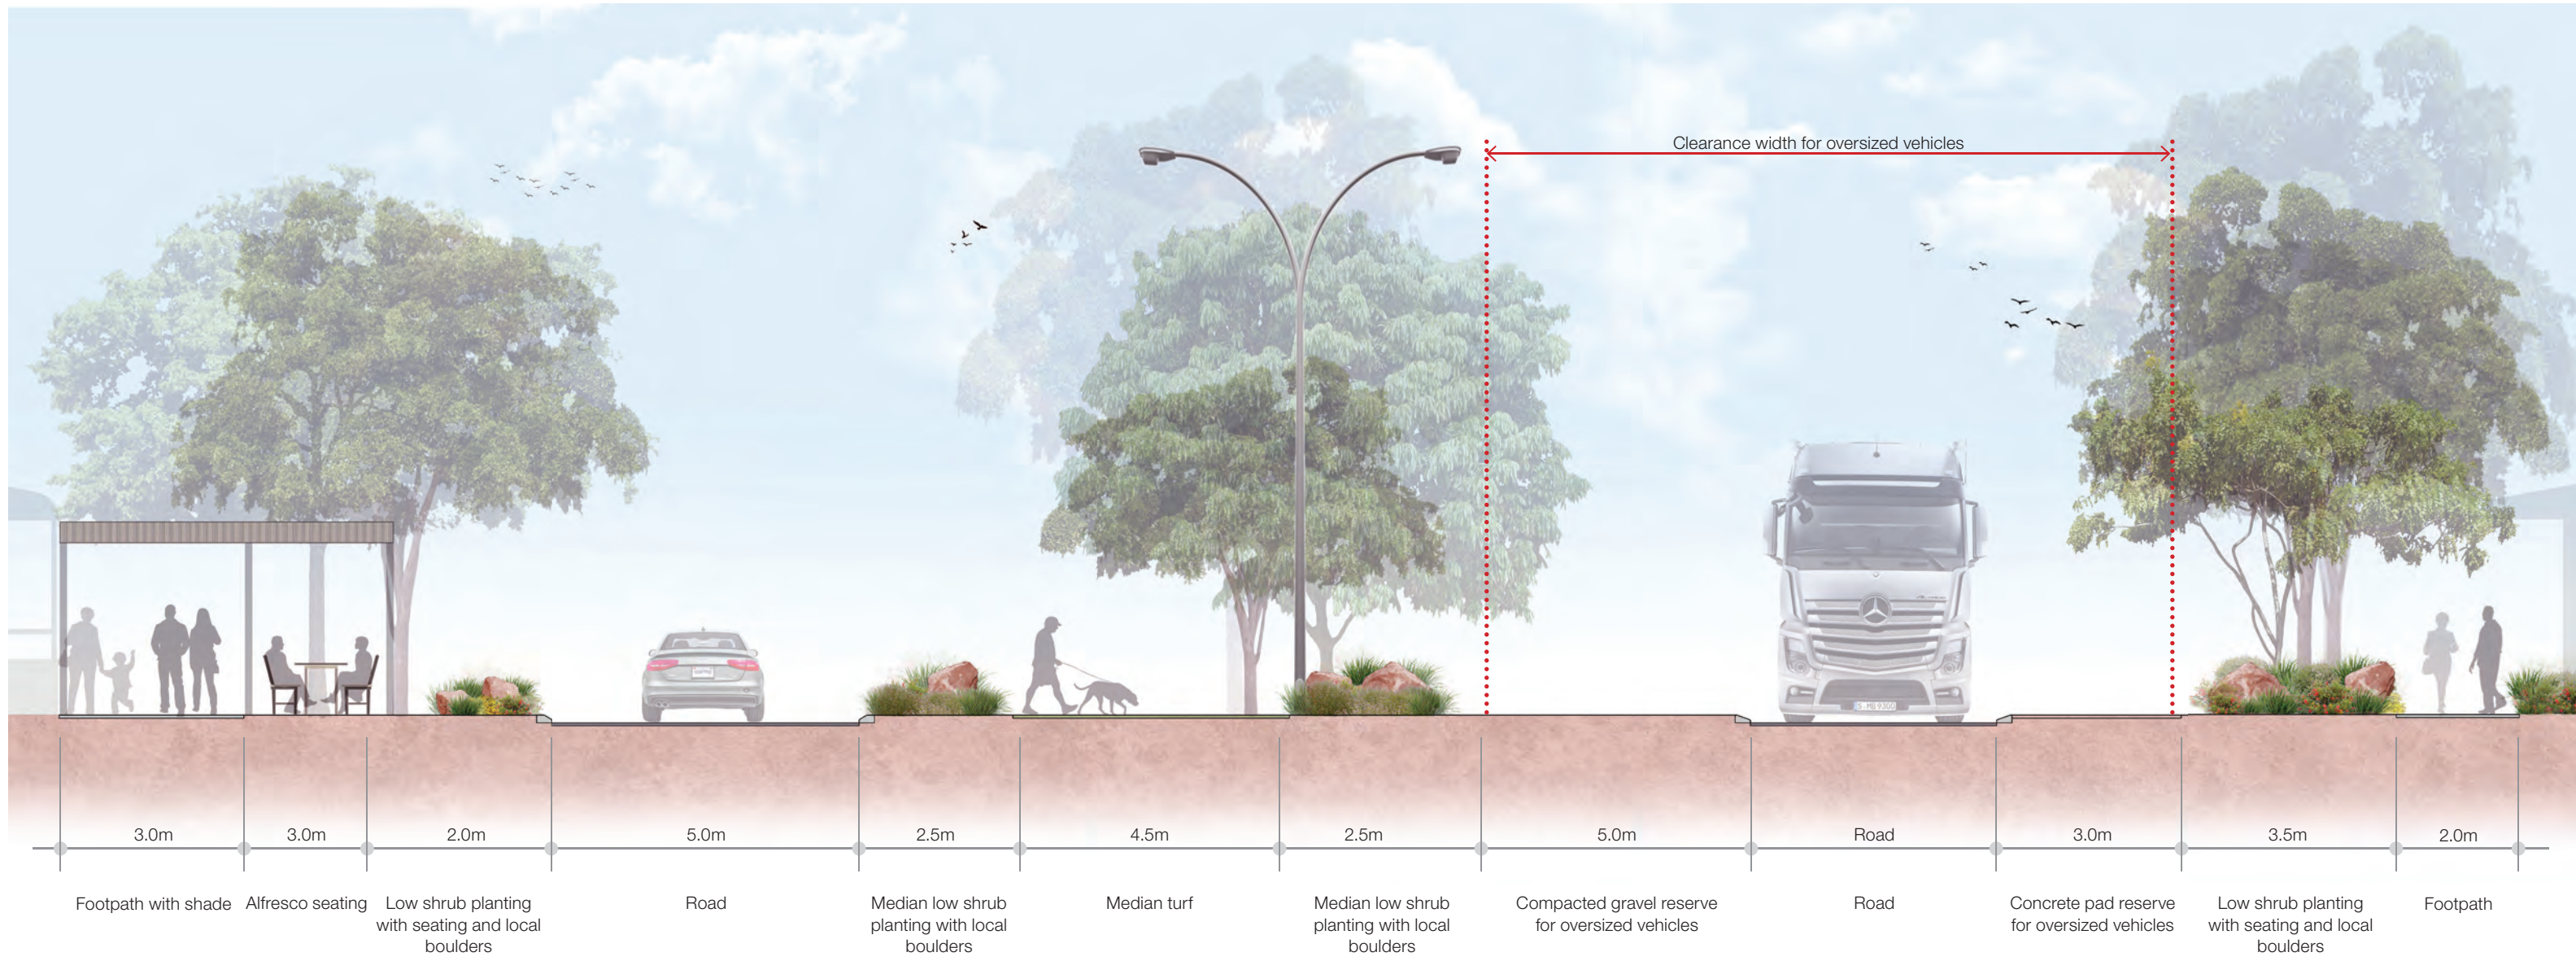 Clearance width for oversized vehicles
3.0m
3.0m
2.0m
5.0m
2.5m
4.5m
2.5m
5.0m
Road
3.0m
3.5m
2.0m
Footpath with shade
Alfresco seating
Low shrub planting
with seating and local
boulders
Road
Median low shrub
planting with local
boulders
Median turf
Median low shrub
planting with local
boulders
Compacted gravel reserve
for oversized vehicles
Road
Concrete pad reserve
for oversized vehicles
Low shrub planting
with seating and local
boulders
Footpath